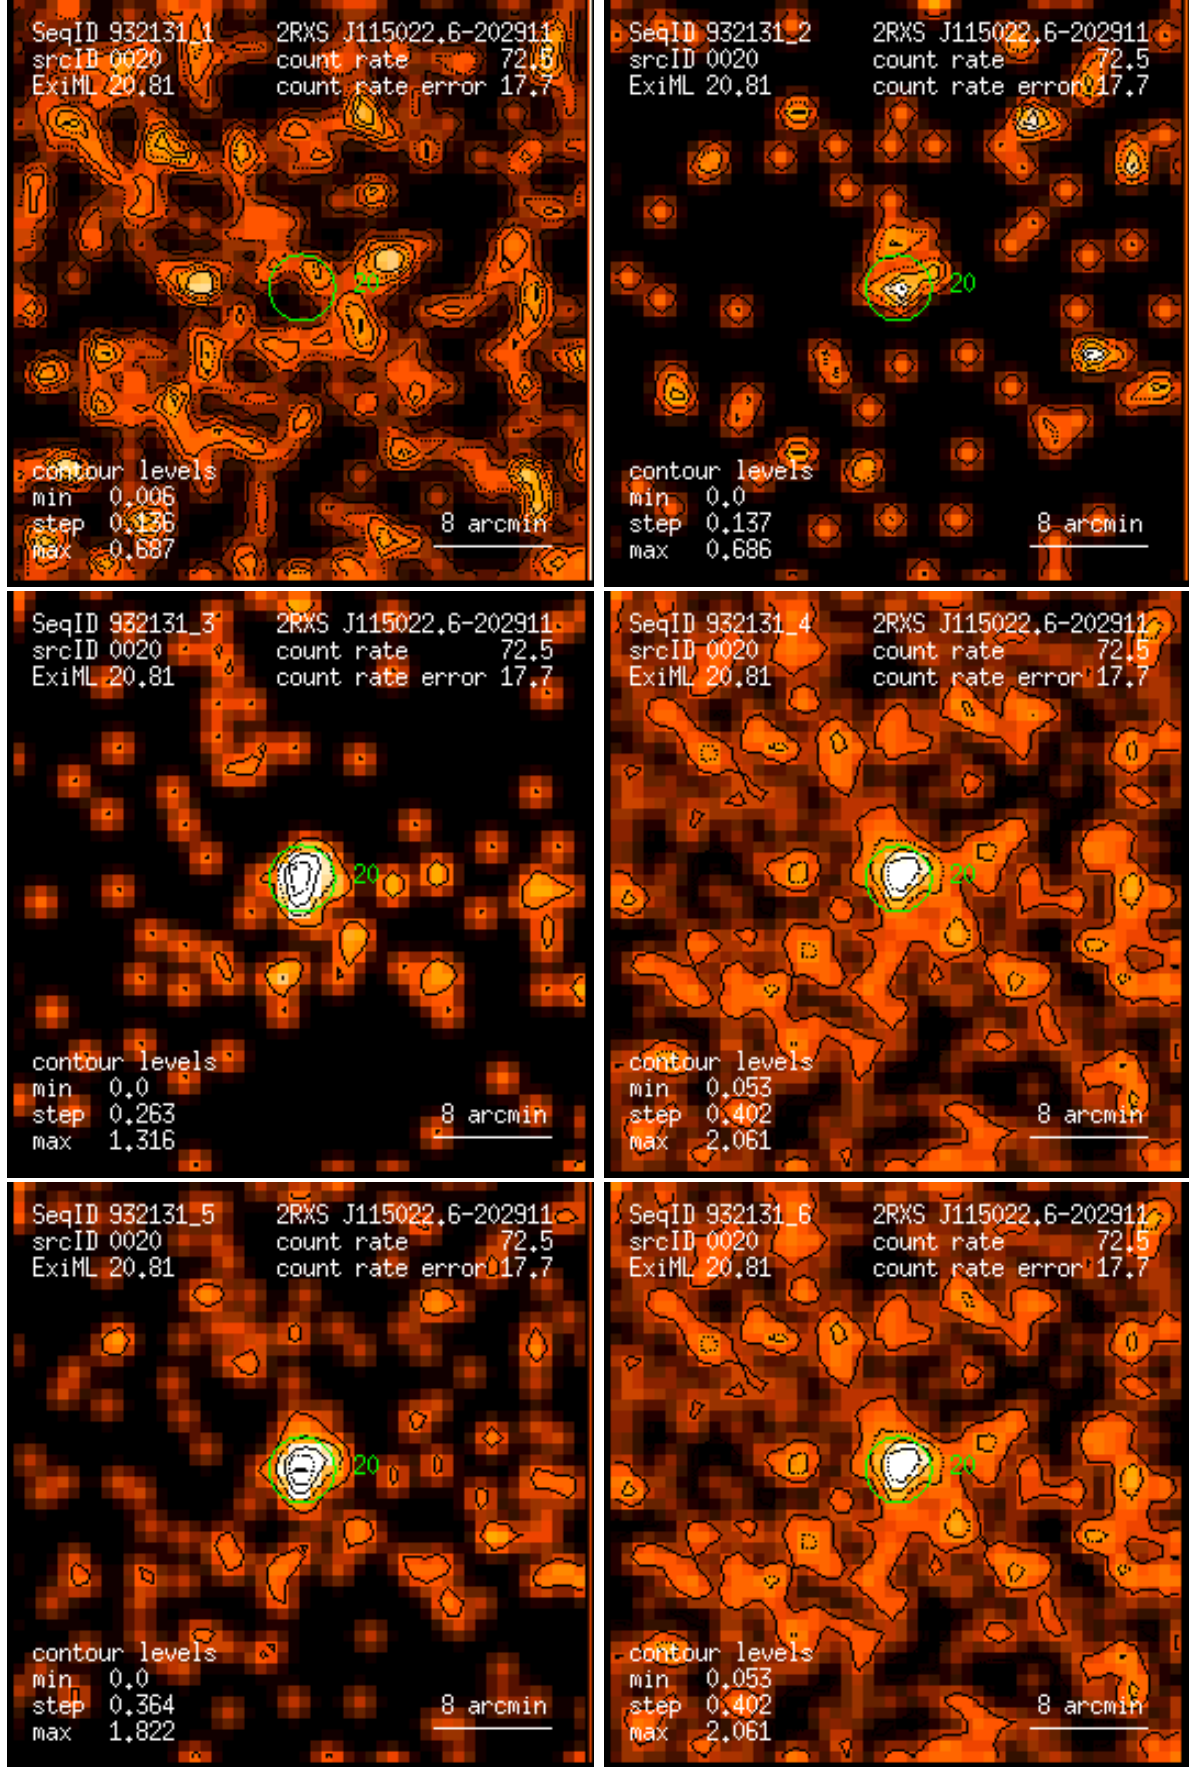 SeqID 932131_1 2RXS J115022.6-202911
srcID 0020 count rate 72.5
ExiML 20.81 count rate error 17.7
20
contour levels
min 0.006
step 0.136 8 arcmin
max 0.687
SeqID 932131_2 2RXS J115022.6-202911
srcID 0020 count rate 72.5
ExiML 20.81 count rate error 17.7
20
contour levels
min 0.0
step 0.137 8 arcmin
max 0.686
SeqID 932131_3 2RXS J115022.6-202911
srcID 0020 count rate 72.5
ExiML 20.81 count rate error 17.7
20
contour levels
min 0.0
step 0.263 8 arcmin
max 1.316
SeqID 932131_4 2RXS J115022.6-202911
srcID 0020 count rate 72.5
ExiML 20.81 count rate error 17.7
20
contour levels
min 0.053
step 0.402 8 arcmin
max 2.061
SeqID 932131_5 2RXS J115022.6-202911
srcID 0020 count rate 72.5
ExiML 20.81 count rate error 17.7
20
contour levels
min 0.0
step 0.364 8 arcmin
max 1.822
SeqID 932131_6 2RXS J115022.6-202911
srcID 0020 count rate 72.5
ExiML 20.81 count rate error 17.7
20
contour levels
min 0.053
step 0.402 8 arcmin
max 2.061